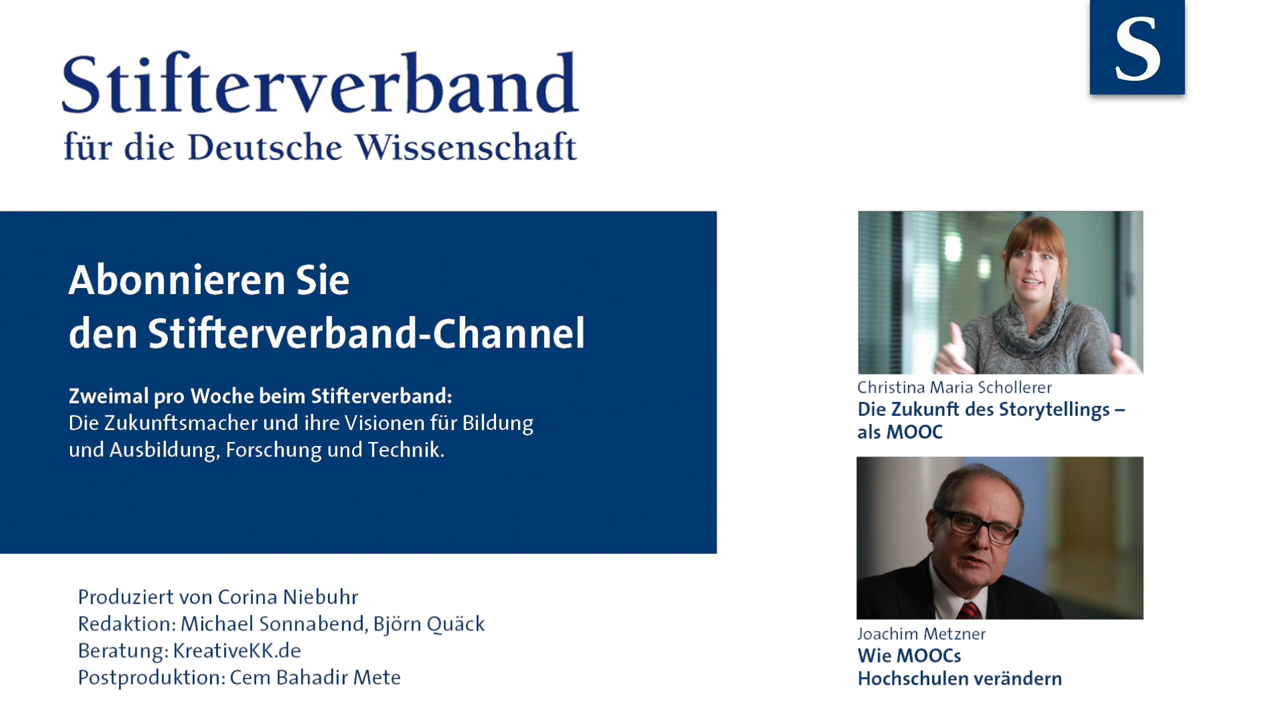 Stifterverband
für die Deutsche Wissenschaft
S
Abonnieren Sie
den Stifterverband-Channel
Zweimal pro Woche beim Stifterverband:
Die Zukunftsmacher und ihre Visionen für Bildung
und Ausbildung, Forschung und Technik.
Produziert von Corina Niebuhr
Redaktion: Michael Sonnabend, Björn Quäck
Beratung: KreativeKK.de
Postproduktion: Cem Bahadir Mete
Christina Maria Schollerer
Die Zukunft des Storytellings –
als MOOC
Joachim Metzner
Wie MOOCs
Hochschulen verändern